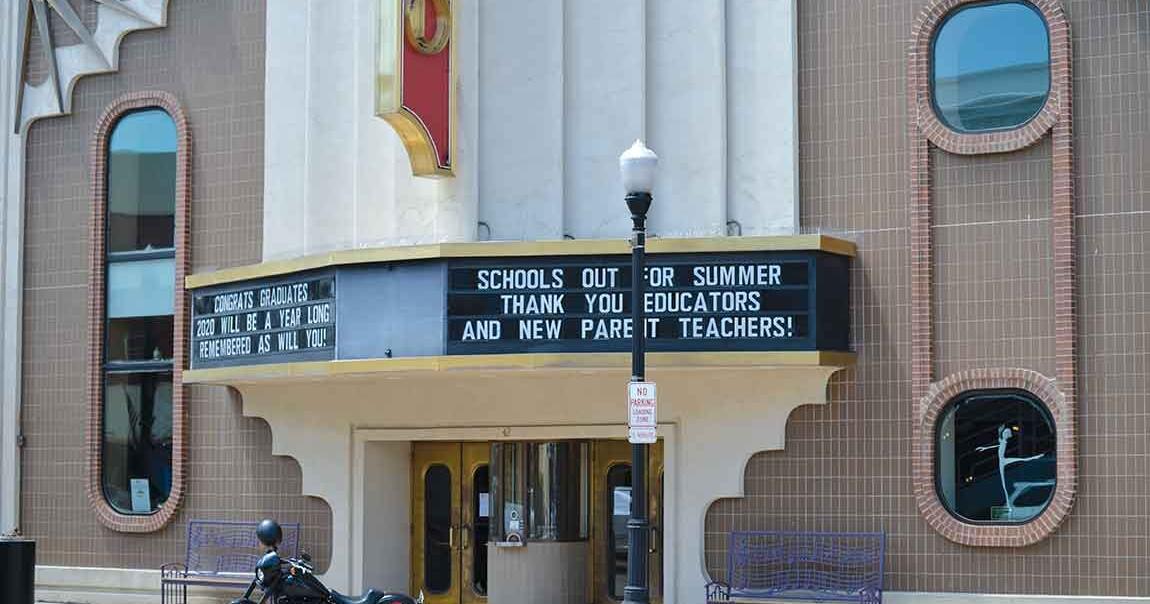 CONGRATS GRADUATES
2020 WILL BE A YEAR LONG
REMEMBERED AS WILL YOU!
SCHOOLS OUT FOR SUMMER
THANK YOU EDUCATORS
AND NEW PARENT TEACHERS!
NO
PARKING
LOADING
ZONE